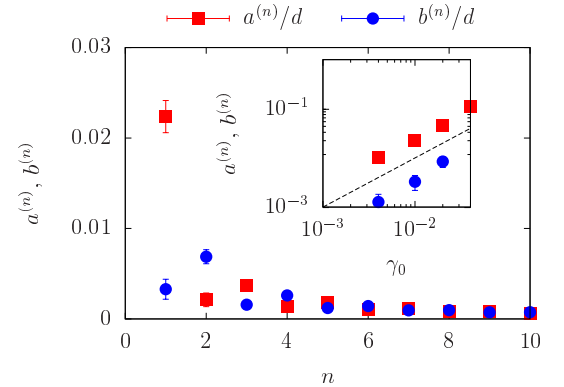 a^{(n)}/d b^{(n)}/d
0.03
0.02
0.01
0
a^{(n)}, b^{(n)}
0 2 4 6 8 10
n
10^{-1}
10^{-3}
a^{(n)}, b^{(n)}
10^{-3} 10^{-2}
γ_0